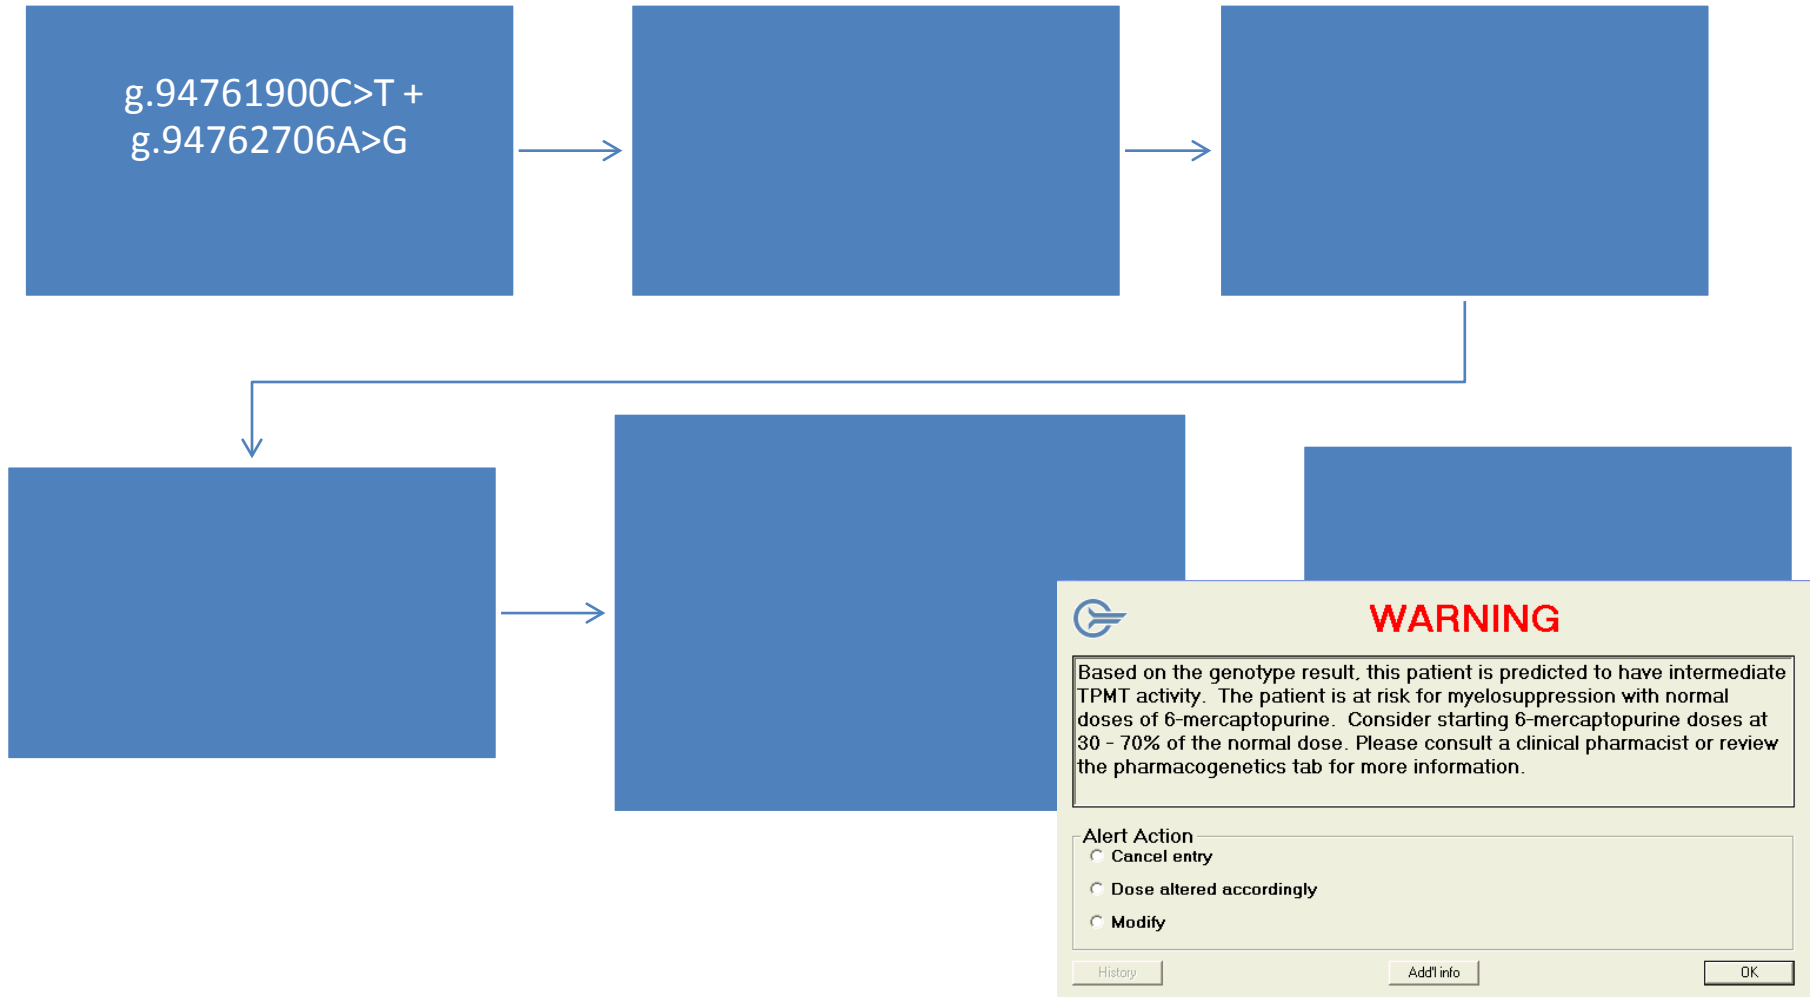 g.94761900C>T +
g.94762706A>G
WARNING
Based on the genotype result, this patient is predicted to have intermediate
TPMT activity.  The patient is at risk for myelosuppression with normal
doses of 6-mercaptopurine.  Consider starting 6-mercaptopurine doses at
30 - 70% of the normal dose. Please consult a clinical pharmacist or review
the pharmacogenetics tab for more information.
Alert Action
Cancel entry
Dose altered accordingly
Modify
History
Add'l info
OK